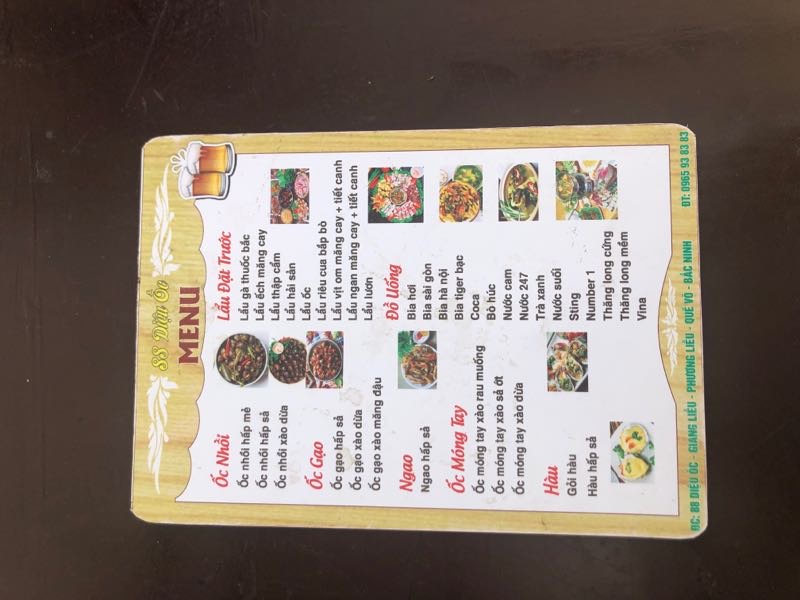 SS Diệu Ốc
MENU
Ốc Nhồi
Ốc nhồi hấp mẻ
Ốc nhồi hấp sả
Ốc nhồi xào dừa
Ốc Gạo
Ốc gạo hấp sả
Ốc gạo xào dừa
Ốc gạo xào măng đậu
Ngao
Ngao hấp sả
Ốc Móng Tay
Ốc móng tay xào rau muống
Ốc móng tay xào sả ớt
Ốc móng tay xào dừa
Hàu
Gỏi hàu
Hàu hấp sả
Lẩu Đặt Trước
Lẩu gà thuốc bắc
Lẩu ếch măng cay
Lẩu thập cẩm
Lẩu hải sản
Lẩu ốc
Lẩu riêu cua bắp bò
Lẩu vịt om măng cay + tiết canh
Lẩu ngan măng cay + tiết canh
Lẩu lươn
Đồ Uống
Bia hơi
Bia sài gòn
Bia hà nội
Bia tiger bạc
Coca
Bò húc
Nước cam
Nước 247
Trà xanh
Nước suối
Sting
Number 1
Thăng long cứng
Thăng long mềm
Vina
ĐC: 88 DIỆU ỐC - GIANG LIỄU - PHƯƠNG LIỄU - QUẾ VÕ - BẮC NINH ĐT: 0965 93 83 83